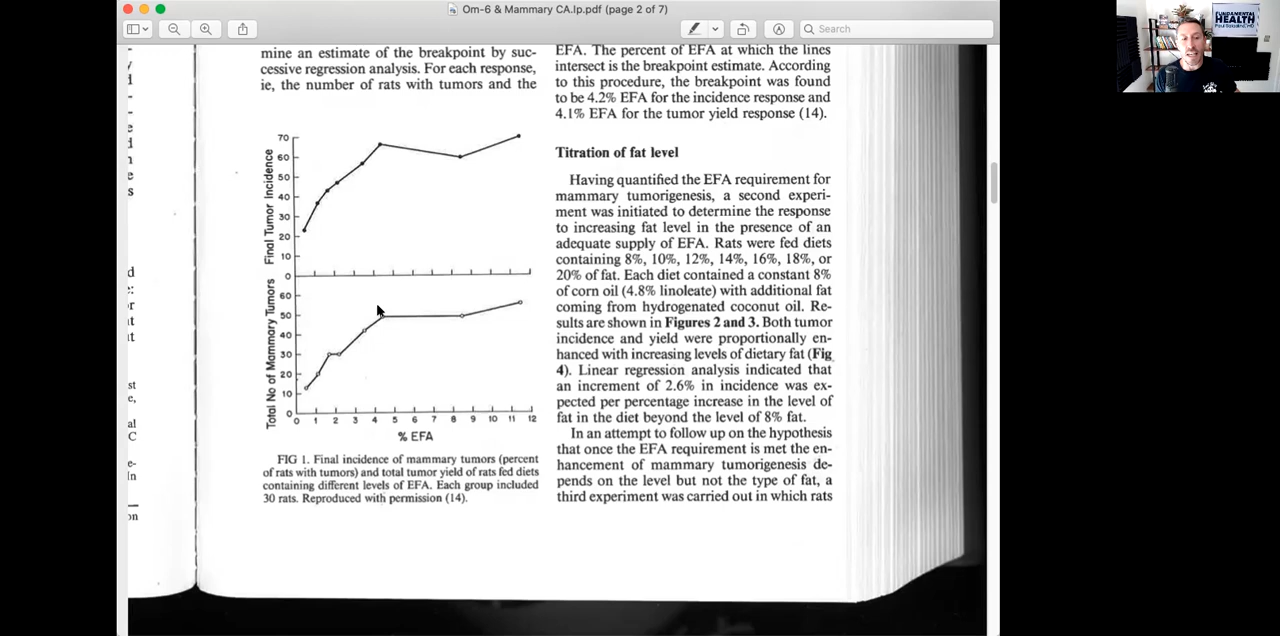 Om-6 & Mammary CA.lp.pdf (page 2 of 7)
Search
FUNDAMENTAL
HEALTH
mine an estimate of the breakpoint by suc-
cessive regression analysis. For each response,
ie, the number of rats with tumors and the
70
60
50
40
30
20
10
0
Final Tumor Incidence
60
50
40
30
20
10
0
Total No of Mammary Tumors
0 1 2 3 4 5 6 7 8 9 10 11 12
% EFA
FIG 1. Final incidence of mammary tumors (percent
of rats with tumors) and total tumor yield of rats fed diets
containing different levels of EFA. Each group included
30 rats. Reproduced with permission (14).
EFA. The percent of EFA at which the lines
intersect is the breakpoint estimate. According
to this procedure, the breakpoint was found
to be 4.2% EFA for the incidence response and
4.1% EFA for the tumor yield response (14).
Titration of fat level
Having quantified the EFA requirement for
mammary tumorigenesis, a second experi-
ment was initiated to determine the response
to increasing fat level in the presence of an
adequate supply of EFA. Rats were fed diets
containing 8%, 10%, 12%, 14%, 16%, 18%, or
20% of fat. Each diet contained a constant 8%
of corn oil (4.8% linoleate) with additional fat
coming from hydrogenated coconut oil. Re-
sults are shown in Figures 2 and 3. Both tumor
incidence and yield were proportionally en-
hanced with increasing levels of dietary fat (Fig
4). Linear regression analysis indicated that
an increment of 2.6% in incidence was ex-
pected per percentage increase in the level of
fat in the diet beyond the level of 8% fat.
In an attempt to follow up on the hypothesis
that once the EFA requirement is met the en-
hancement of mammary tumorigenesis de-
pends on the level but not the type of fat, a
third experiment was carried out in which rats